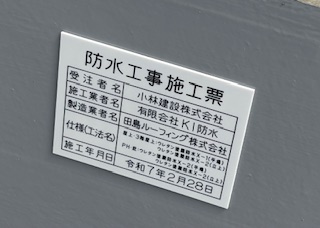 防水工事施工票
受注者名 小林建設株式会社
施工業者名 有限会社KI防水
製造業者名 田島ルーフィング株式会社
仕様(工法名)
施工年月日 令和7年2月28日